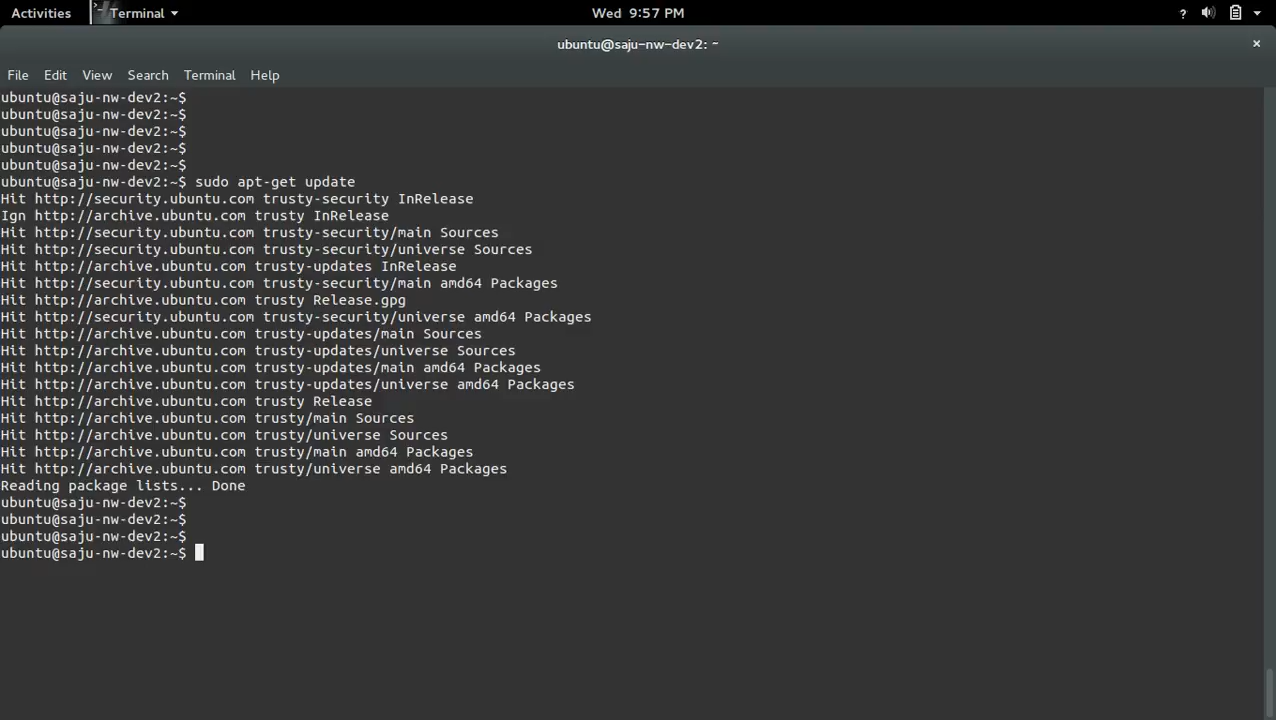 Activities
Terminal
Wed 9:57 PM
?
ubuntu@saju-nw-dev2: ~
×
File Edit View Search Terminal Help
ubuntu@saju-nw-dev2:~$
ubuntu@saju-nw-dev2:~$
ubuntu@saju-nw-dev2:~$
ubuntu@saju-nw-dev2:~$
ubuntu@saju-nw-dev2:~$
ubuntu@saju-nw-dev2:~$ sudo apt-get update
Hit http://security.ubuntu.com trusty-security InRelease
Ign http://archive.ubuntu.com trusty InRelease
Hit http://security.ubuntu.com trusty-security/main Sources
Hit http://security.ubuntu.com trusty-security/universe Sources
Hit http://archive.ubuntu.com trusty-updates InRelease
Hit http://security.ubuntu.com trusty-security/main amd64 Packages
Hit http://archive.ubuntu.com trusty Release.gpg
Hit http://security.ubuntu.com trusty-security/universe amd64 Packages
Hit http://archive.ubuntu.com trusty-updates/main Sources
Hit http://archive.ubuntu.com trusty-updates/universe Sources
Hit http://archive.ubuntu.com trusty-updates/main amd64 Packages
Hit http://archive.ubuntu.com trusty-updates/universe amd64 Packages
Hit http://archive.ubuntu.com trusty Release
Hit http://archive.ubuntu.com trusty/main Sources
Hit http://archive.ubuntu.com trusty/universe Sources
Hit http://archive.ubuntu.com trusty/main amd64 Packages
Hit http://archive.ubuntu.com trusty/universe amd64 Packages
Reading package lists... Done
ubuntu@saju-nw-dev2:~$
ubuntu@saju-nw-dev2:~$
ubuntu@saju-nw-dev2:~$
ubuntu@saju-nw-dev2:~$